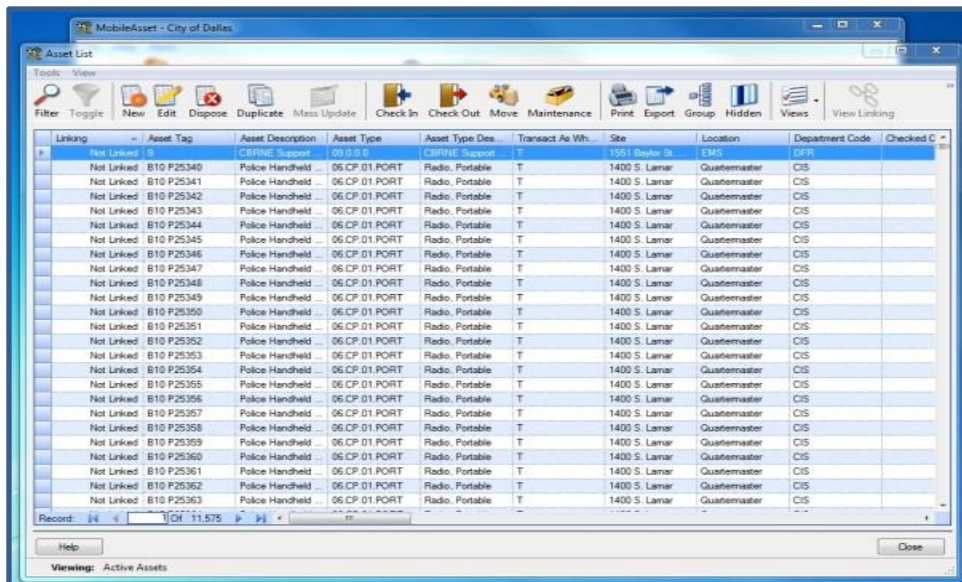 MobileAsset - City of Dallas
Asset List
Tools View
Filter Toggle New Edit Dispose Duplicate Mass Update Check In Check Out Move Maintenance Print Export Group Hidden Views View Linking
Linking Asset Tag Asset Description Asset Type Asset Type Des... Transact As Wh... Site Location Department Code Checked C
Not Linked 9 CBRNE Support ... 09.0.0.0 CBRNE Support ... T 1551 Baylor St. ... EMS DFR
Not Linked B10 P25340 Police Handheld ... 06.CP.01.PORT Radio, Portable T 1400 S. Lamar Quartermaster CIS
Not Linked B10 P25341 Police Handheld ... 06.CP.01.PORT Radio, Portable T 1400 S. Lamar Quartermaster CIS
Not Linked B10 P25342 Police Handheld ... 06.CP.01.PORT Radio, Portable T 1400 S. Lamar Quartermaster CIS
Not Linked B10 P25343 Police Handheld ... 06.CP.01.PORT Radio, Portable T 1400 S. Lamar Quartermaster CIS
Not Linked B10 P25344 Police Handheld ... 06.CP.01.PORT Radio, Portable T 1400 S. Lamar Quartermaster CIS
Not Linked B10 P25345 Police Handheld ... 06.CP.01.PORT Radio, Portable T 1400 S. Lamar Quartermaster CIS
Not Linked B10 P25346 Police Handheld ... 06.CP.01.PORT Radio, Portable T 1400 S. Lamar Quartermaster CIS
Not Linked B10 P25347 Police Handheld ... 06.CP.01.PORT Radio, Portable T 1400 S. Lamar Quartermaster CIS
Not Linked B10 P25348 Police Handheld ... 06.CP.01.PORT Radio, Portable T 1400 S. Lamar Quartermaster CIS
Not Linked B10 P25349 Police Handheld ... 06.CP.01.PORT Radio, Portable T 1400 S. Lamar Quartermaster CIS
Not Linked B10 P25350 Police Handheld ... 06.CP.01.PORT Radio, Portable T 1400 S. Lamar Quartermaster CIS
Not Linked B10 P25351 Police Handheld ... 06.CP.01.PORT Radio, Portable T 1400 S. Lamar Quartermaster CIS
Not Linked B10 P25352 Police Handheld ... 06.CP.01.PORT Radio, Portable T 1400 S. Lamar Quartermaster CIS
Not Linked B10 P25353 Police Handheld ... 06.CP.01.PORT Radio, Portable T 1400 S. Lamar Quartermaster CIS
Not Linked B10 P25354 Police Handheld ... 06.CP.01.PORT Radio, Portable T 1400 S. Lamar Quartermaster CIS
Not Linked B10 P25355 Police Handheld ... 06.CP.01.PORT Radio, Portable T 1400 S. Lamar Quartermaster CIS
Not Linked B10 P25356 Police Handheld ... 06.CP.01.PORT Radio, Portable T 1400 S. Lamar Quartermaster CIS
Not Linked B10 P25357 Police Handheld ... 06.CP.01.PORT Radio, Portable T 1400 S. Lamar Quartermaster CIS
Not Linked B10 P25358 Police Handheld ... 06.CP.01.PORT Radio, Portable T 1400 S. Lamar Quartermaster CIS
Not Linked B10 P25359 Police Handheld ... 06.CP.01.PORT Radio, Portable T 1400 S. Lamar Quartermaster CIS
Not Linked B10 P25360 Police Handheld ... 06.CP.01.PORT Radio, Portable T 1400 S. Lamar Quartermaster CIS
Not Linked B10 P25361 Police Handheld ... 06.CP.01.PORT Radio, Portable T 1400 S. Lamar Quartermaster CIS
Not Linked B10 P25362 Police Handheld ... 06.CP.01.PORT Radio, Portable T 1400 S. Lamar Quartermaster CIS
Not Linked B10 P25363 Police Handheld ... 06.CP.01.PORT Radio, Portable T 1400 S. Lamar Quartermaster CIS
Record: 1 Of 11,575
Help Close
Viewing: Active Assets